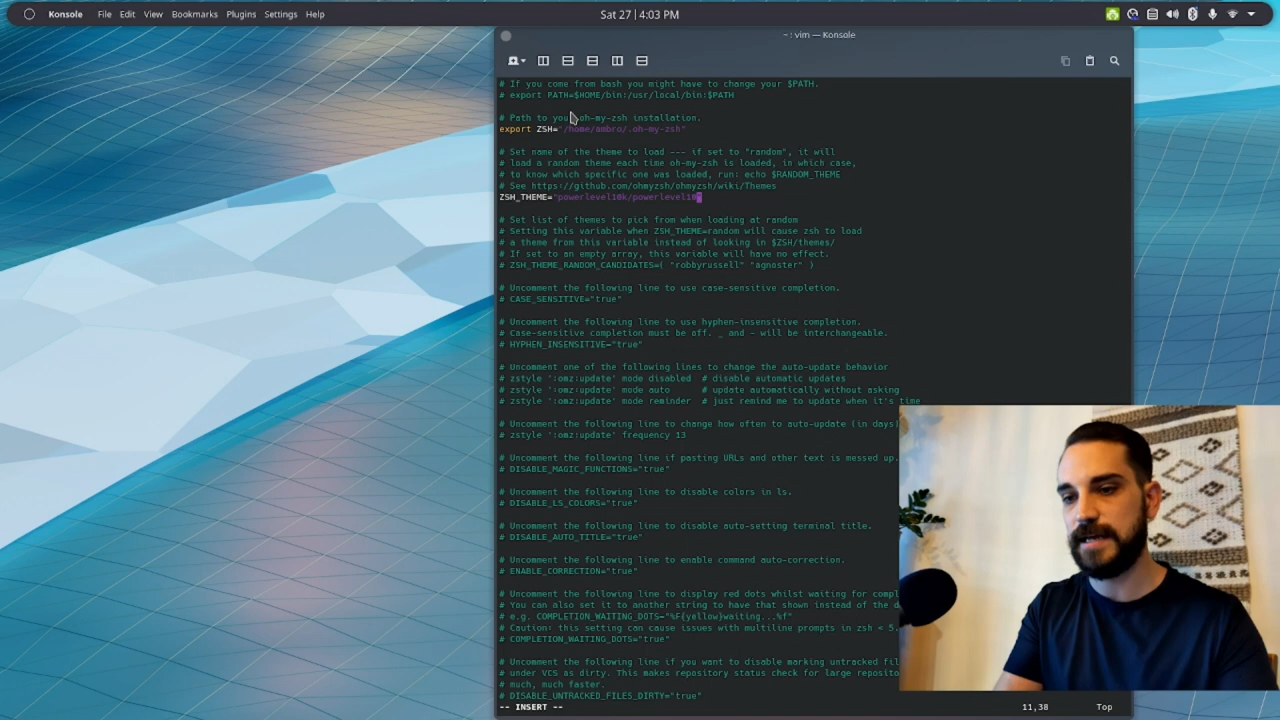 Konsole File Edit View Bookmarks Plugins Settings Help
Sat 27 | 4:03 PM
~ : vim — Konsole
# If you come from bash you might have to change your $PATH.
# export PATH=$HOME/bin:/usr/local/bin:$PATH
# Path to your oh-my-zsh installation.
export ZSH="/home/ambro/.oh-my-zsh"
# Set name of the theme to load --- if set to "random", it will
# load a random theme each time oh-my-zsh is loaded, in which case,
# to know which specific one was loaded, run: echo $RANDOM_THEME
# See https://github.com/ohmyzsh/ohmyzsh/wiki/Themes
ZSH_THEME="powerlevel10k/powerlevel10"
# Set list of themes to pick from when loading at random
# Setting this variable when ZSH_THEME=random will cause zsh to load
# a theme from this variable instead of looking in $ZSH/themes/
# If set to an empty array, this variable will have no effect.
# ZSH_THEME_RANDOM_CANDIDATES=( "robbyrussell" "agnoster" )
# Uncomment the following line to use case-sensitive completion.
# CASE_SENSITIVE="true"
# Uncomment the following line to use hyphen-insensitive completion.
# Case-sensitive completion must be off. _ and - will be interchangeable.
# HYPHEN_INSENSITIVE="true"
# Uncomment one of the following lines to change the auto-update behavior
# zstyle ':omz:update' mode disabled # disable automatic updates
# zstyle ':omz:update' mode auto # update automatically without asking
# zstyle ':omz:update' mode reminder # just remind me to update when it's time
# Uncomment the following line to change how often to auto-update (in days)
# zstyle ':omz:update' frequency 13
# Uncomment the following line if pasting URLs and other text is messed up.
# DISABLE_MAGIC_FUNCTIONS="true"
# Uncomment the following line to disable colors in ls.
# DISABLE_LS_COLORS="true"
# Uncomment the following line to disable auto-setting terminal title.
# DISABLE_AUTO_TITLE="true"
# Uncomment the following line to enable command auto-correction.
# ENABLE_CORRECTION="true"
# Uncomment the following line to display red dots whilst waiting for compl
# You can also set it to another string to have that shown instead of the d
# e.g. COMPLETION_WAITING_DOTS="%F{yellow}waiting...%f"
# Caution: this setting can cause issues with multiline prompts in zsh < 5.
# COMPLETION_WAITING_DOTS="true"
# Uncomment the following line if you want to disable marking untracked fil
# under VCS as dirty. This makes repository status check for large reposito
# much, much faster.
# DISABLE_UNTRACKED_FILES_DIRTY="true"
-- INSERT -- 11,38 Top